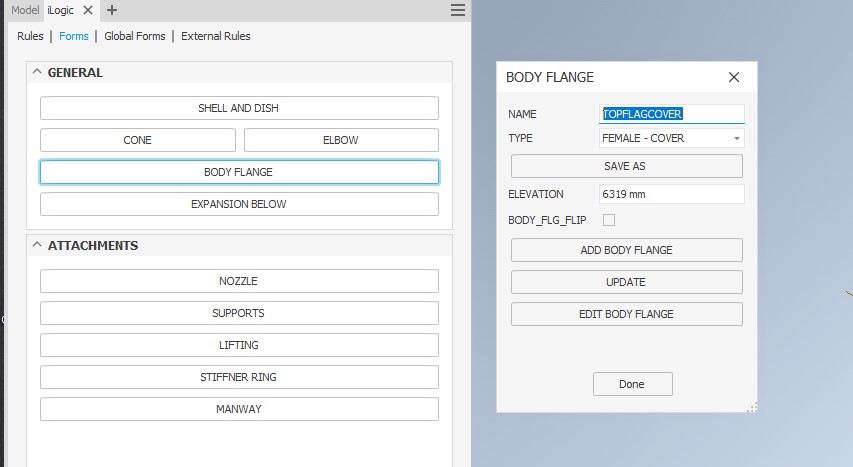 Model iLogic
Rules | Forms | Global Forms | External Rules
GENERAL
SHELL AND DISH
CONE ELBOW
BODY FLANGE
EXPANSION BELOW
ATTACHMENTS
NOZZLE
SUPPORTS
LIFTING
STIFFNER RING
MANWAY
BODY FLANGE
NAME TOPFLAGCOVER
TYPE FEMALE - COVER
SAVE AS
ELEVATION 6319 mm
BODY_FLG_FLIP
ADD BODY FLANGE
UPDATE
EDIT BODY FLANGE
Done